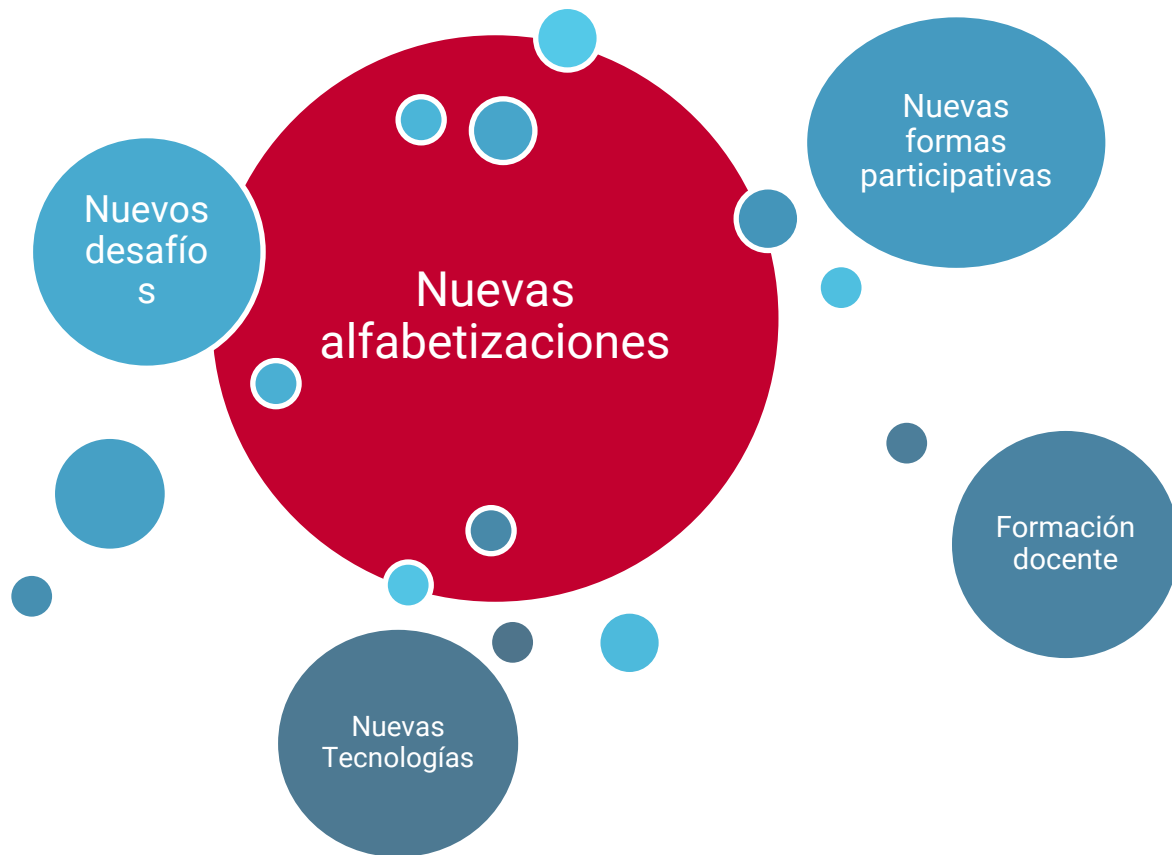 Nuevas
formas
participativas
Nuevos
desafío
s
Nuevas
alfabetizaciones
Formación
docente
Nuevas
Tecnologías